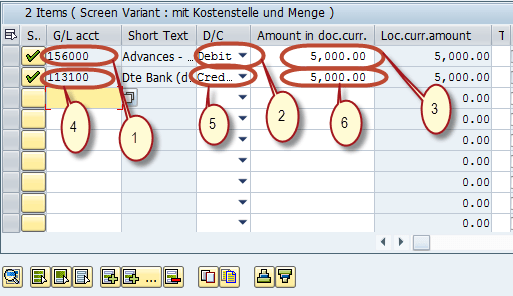 2 Items ( Screen Variant : mit Kostenstelle und Menge )
S.. G/L acct Short Text D/C Amount in doc.curr. Loc.curr.amount T
156000 Advances - … Debit 5,000.00 5,000.00
113100 Dte Bank (d… Cred… 5,000.00 5,000.00
0.00
0.00
0.00
0.00
0.00
0.00
0.00
4 1 5 2 6 3
...